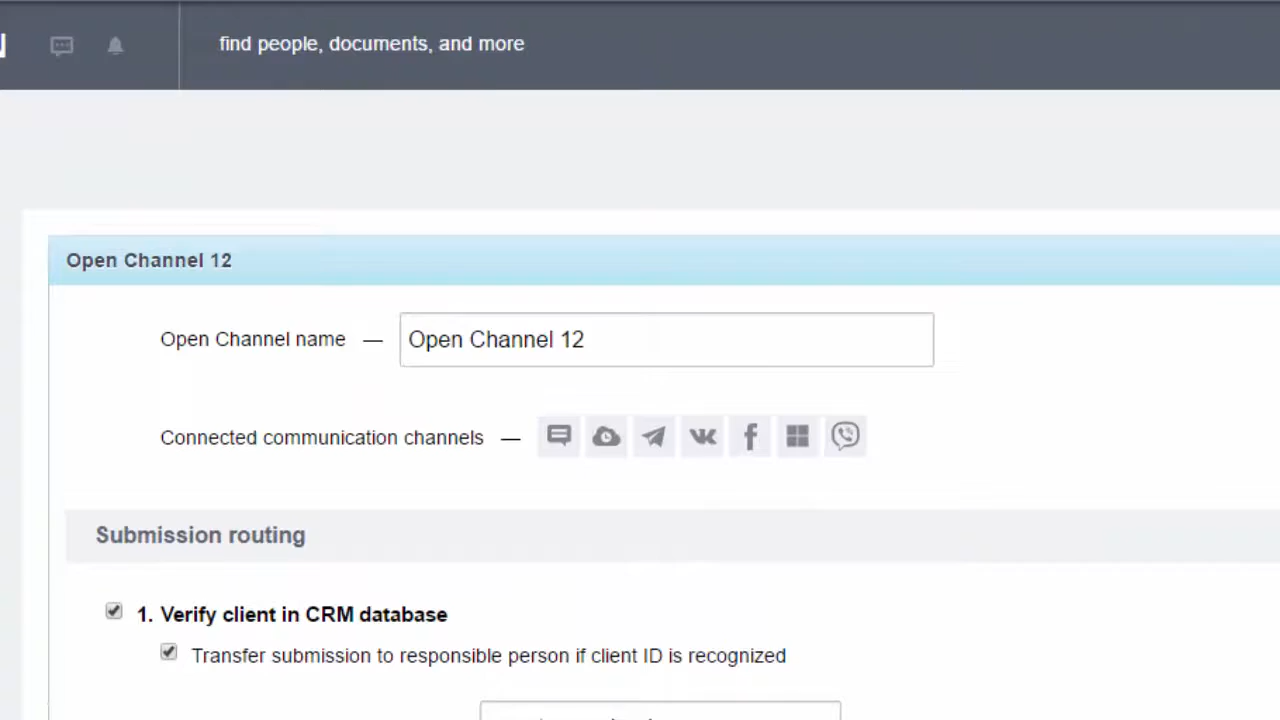 find people, documents, and more
Open Channel 12
Open Channel name — Open Channel 12
Connected communication channels —
Submission routing
1. Verify client in CRM database
Transfer submission to responsible person if client ID is recognized